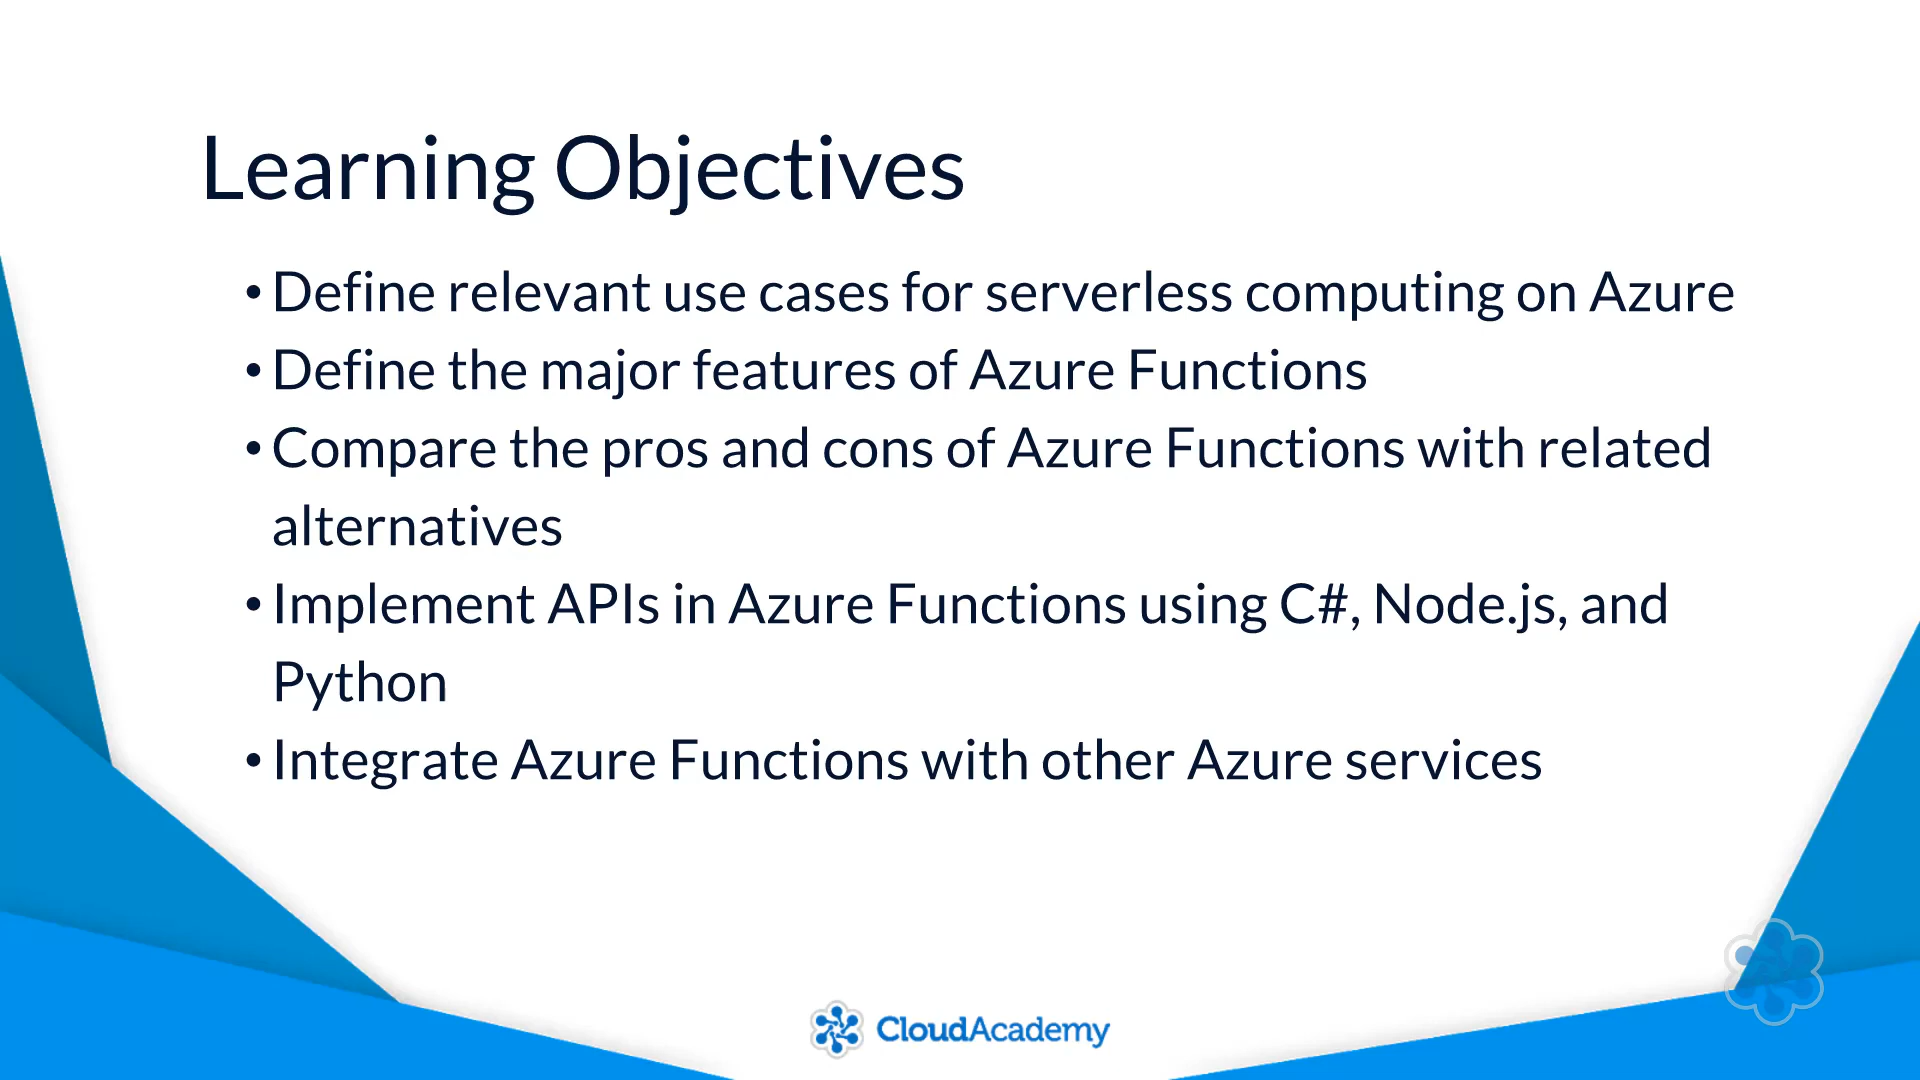 Learning Objectives
• Define relevant use cases for serverless computing on Azure
• Define the major features of Azure Functions
• Compare the pros and cons of Azure Functions with related
alternatives
• Implement APIs in Azure Functions using C#, Node.js, and
Python
• Integrate Azure Functions with other Azure services
CloudAcademy